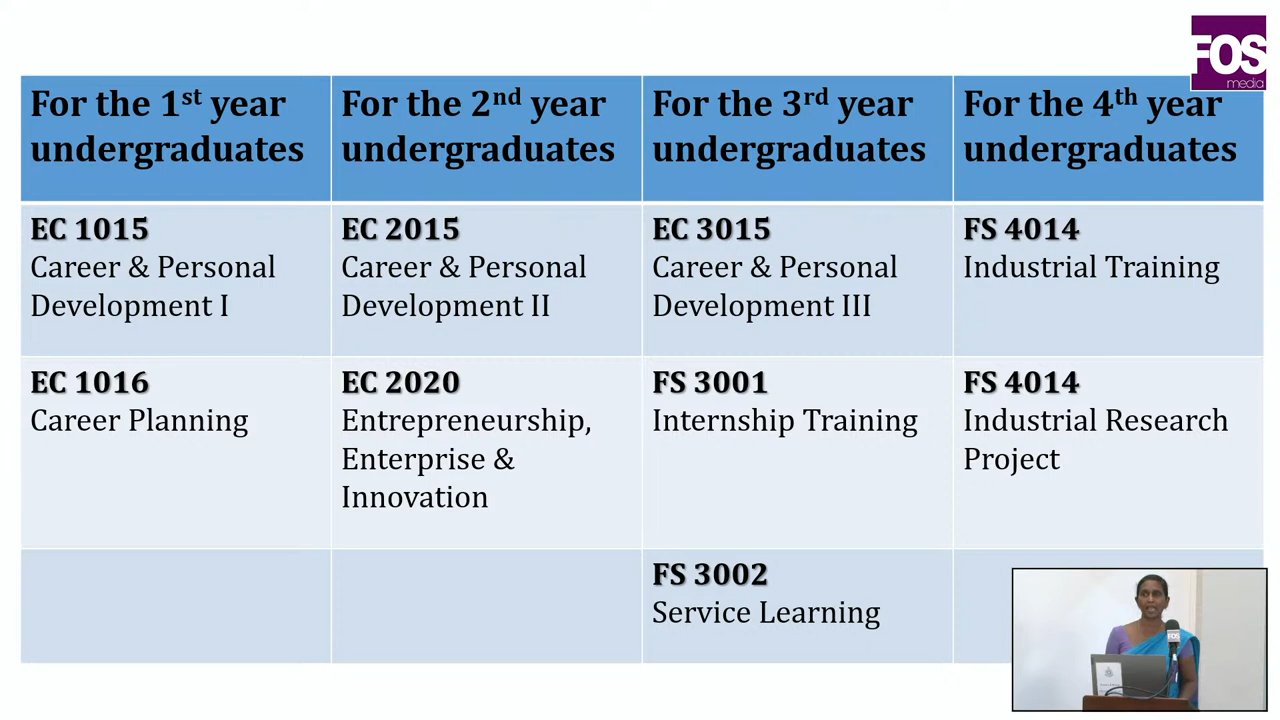 FOS
media
For the 1st year
undergraduates
For the 2nd year
undergraduates
For the 3rd year
undergraduates
For the 4th year
undergraduates
EC 1015
Career & Personal
Development I
EC 2015
Career & Personal
Development II
EC 3015
Career & Personal
Development III
FS 4014
Industrial Training
EC 1016
Career Planning
EC 2020
Entrepreneurship,
Enterprise &
Innovation
FS 3001
Internship Training
FS 4014
Industrial Research
Project
FS 3002
Service Learning
FOS